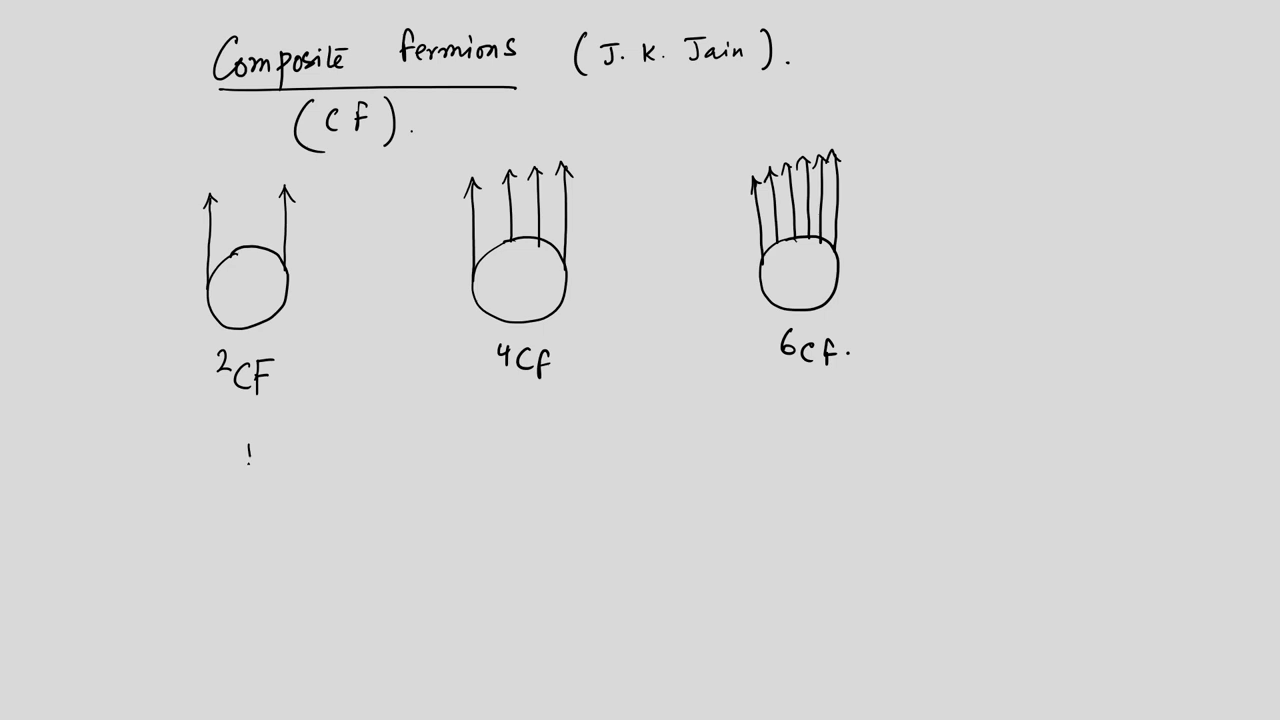 Composite fermions (J. K. Jain).
(CF).
²CF ⁴CF ⁶CF.
!